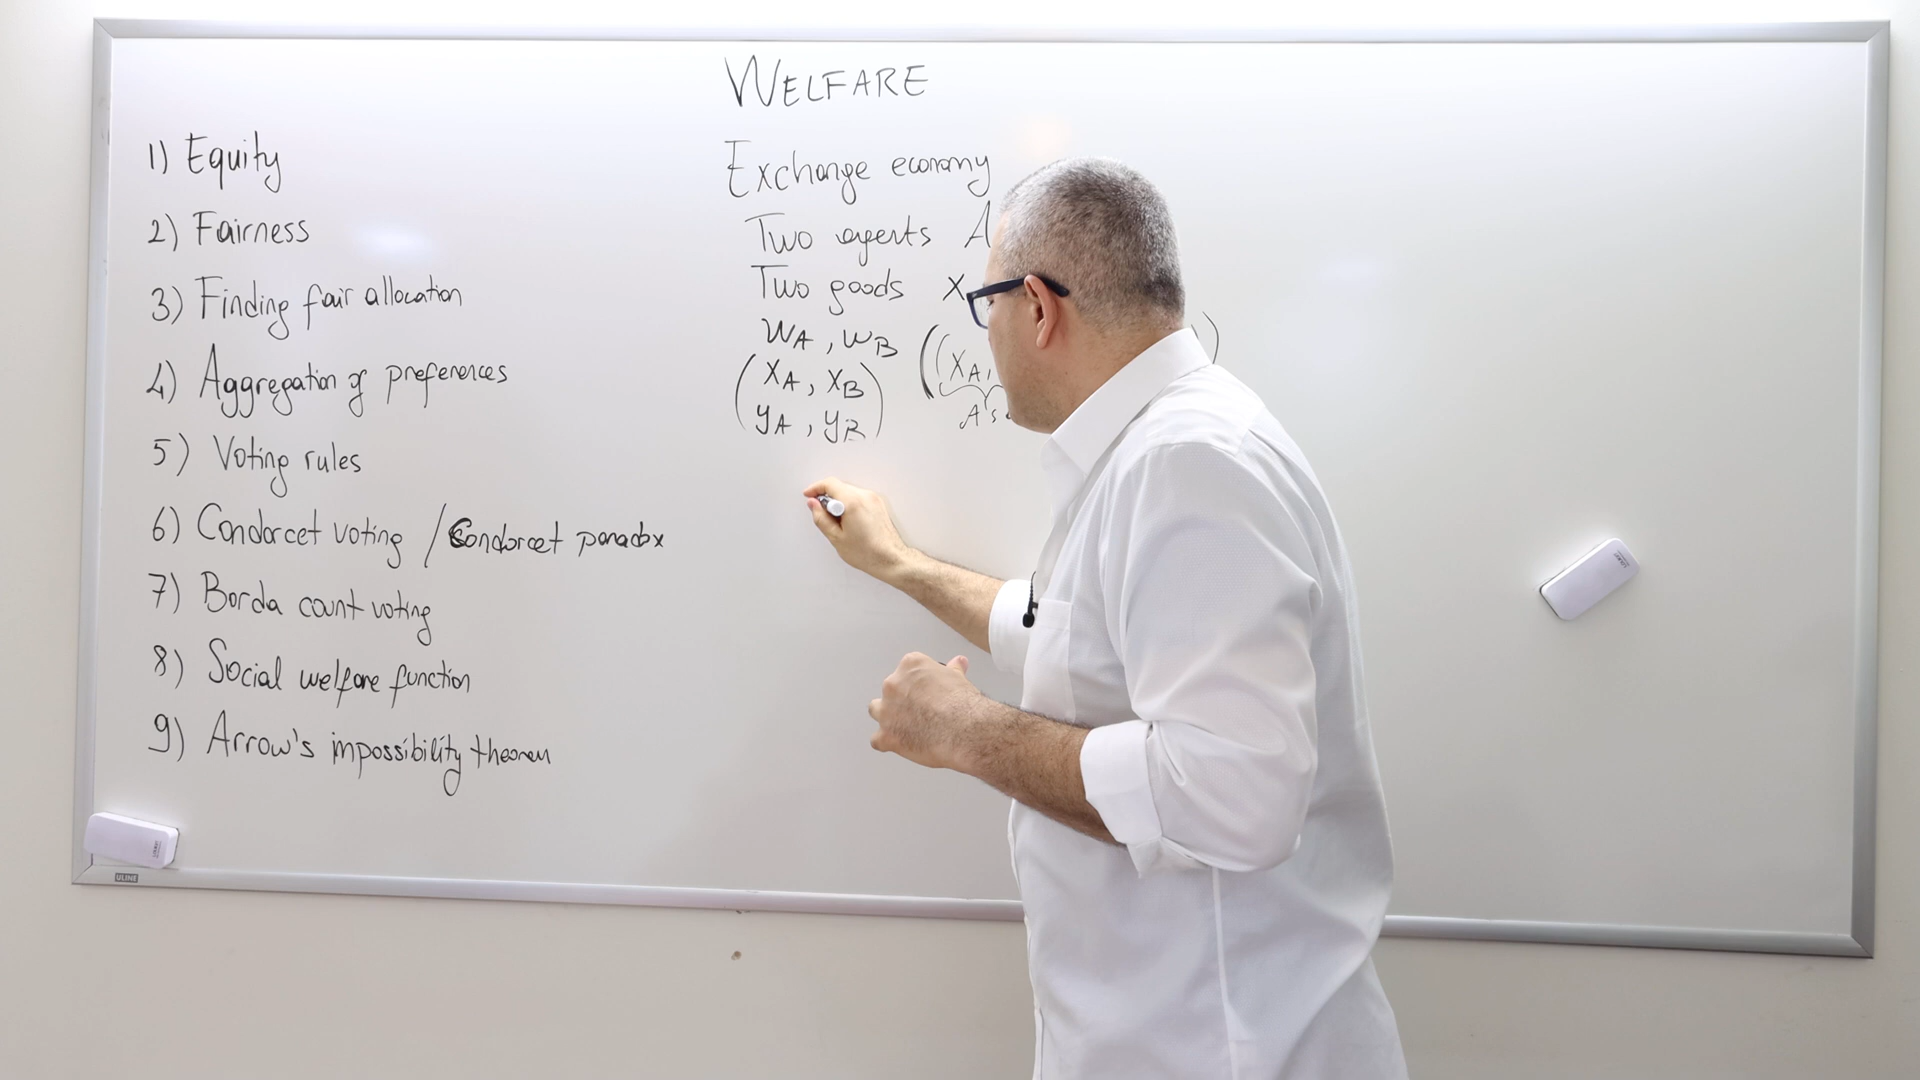 WELFARE
1) Equity
2) Fairness
3) Finding fair allocation
4) Aggregation of preferences
5) Voting rules
6) Condorcet voting / Condorcet paradox
7) Borda count voting
8) Social welfare function
9) Arrow's impossibility theorem
Exchange economy
Two agents A
Two goods X
WA, WB
(XA, XB
YA, YB)
((XA,
A's
)
ULINE